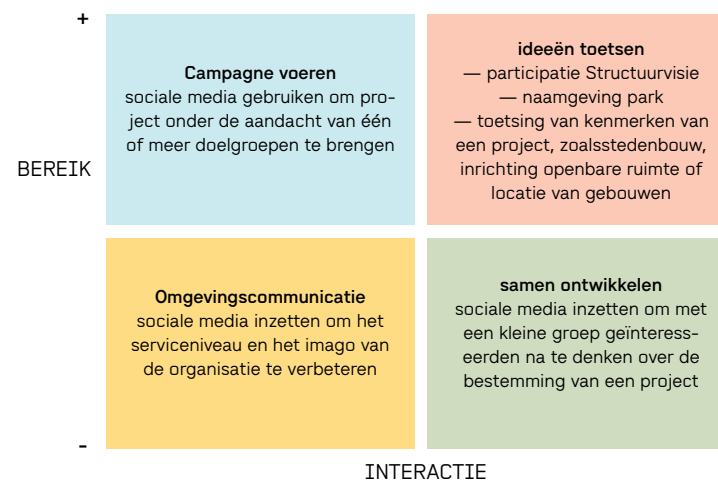 +
Campagne voeren
sociale media gebruiken om pro-
ject onder de aandacht van één
of meer doelgroepen te brengen
ideeën toetsen
— participatie Structuurvisie
— naamgeving park
— toetsing van kenmerken van
een project, zoalsstedenbouw,
inrichting openbare ruimte of
locatie van gebouwen
BEREIK
Omgevingscommunicatie
sociale media inzetten om het
serviceniveau en het imago van
de organisatie te verbeteren
samen ontwikkelen
sociale media inzetten om met
een kleine groep geïnteress-
eerden na te denken over de
bestemming van een project
-
INTERACTIE